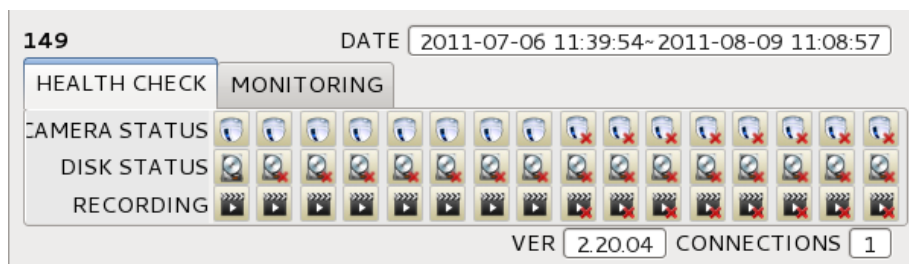 149 DATE 2011-07-06 11:39:54~2011-08-09 11:08:57
HEALTH CHECK MONITORING
CAMERA STATUS
DISK STATUS
RECORDING
VER 2.20.04 CONNECTIONS 1